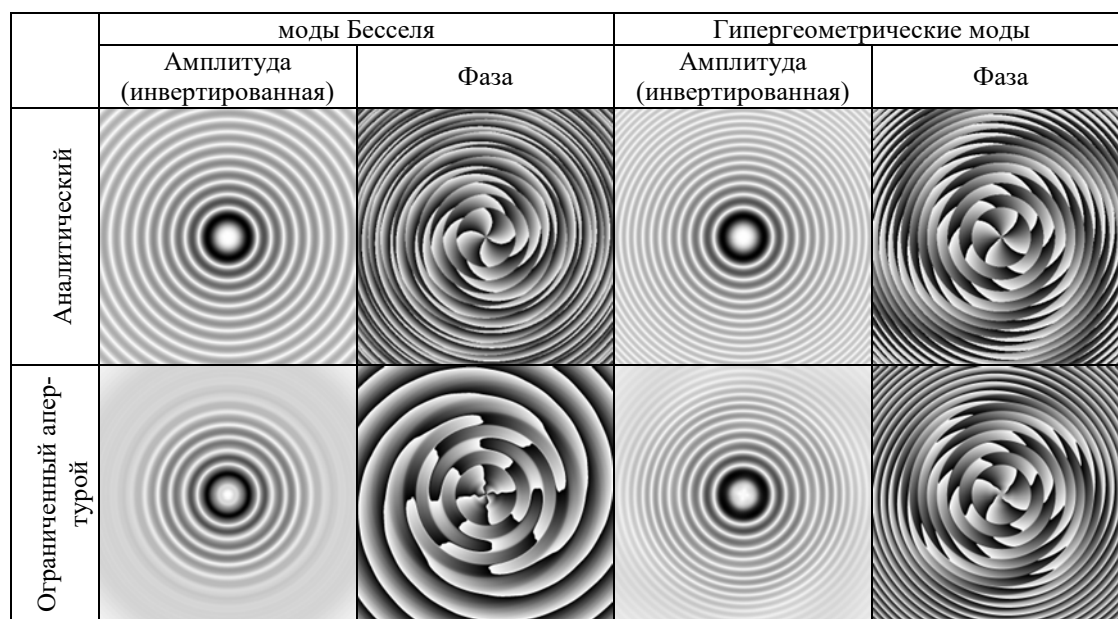 моды Бесселя
Гипергеометрические моды
Амплитуда
(инвертированная)
Фаза
Амплитуда
(инвертированная)
Фаза
Аналитический
Ограниченный апер-
турой